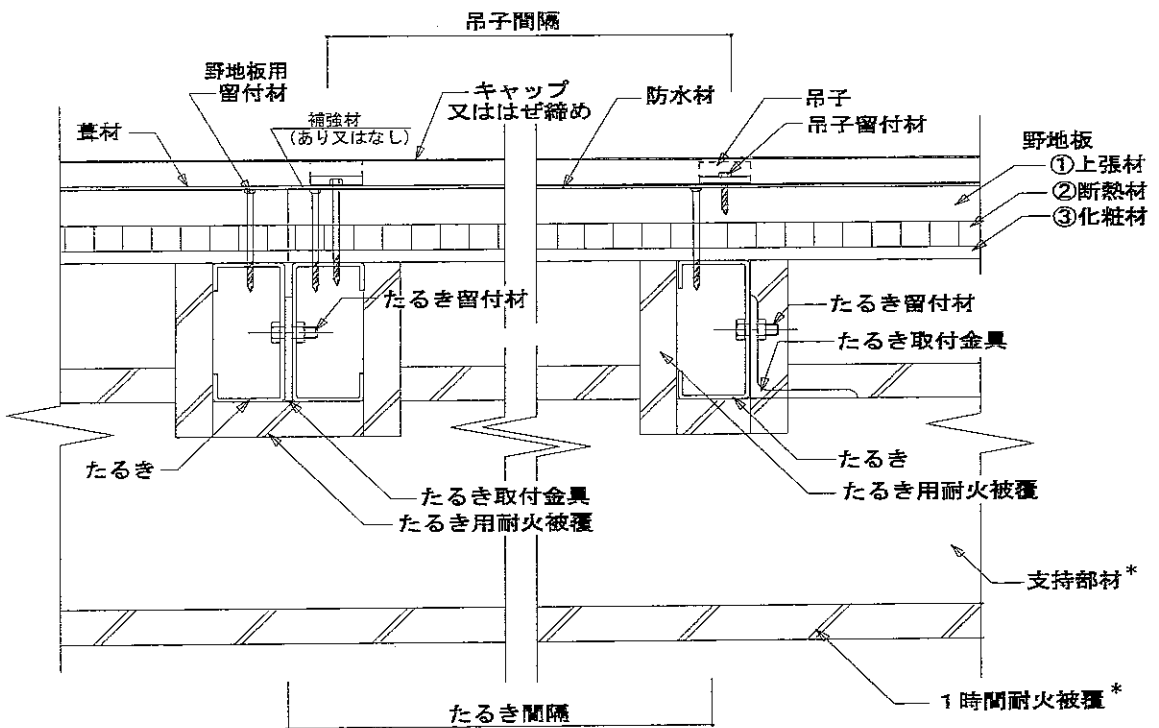 吊子間隔
野地板用
留付材
キャップ
又ははぜ締め
防水材
吊子
吊子留付材
補強材
(あり又はなし)
葺材
野地板
①上張材
②断熱材
③化粧材
たるき留付材
たるき留付材
たるき取付金具
たるき
たるき
たるき取付金具
たるき用耐火被覆
たるき用耐火被覆
支持部材*
1時間耐火被覆*
たるき間隔